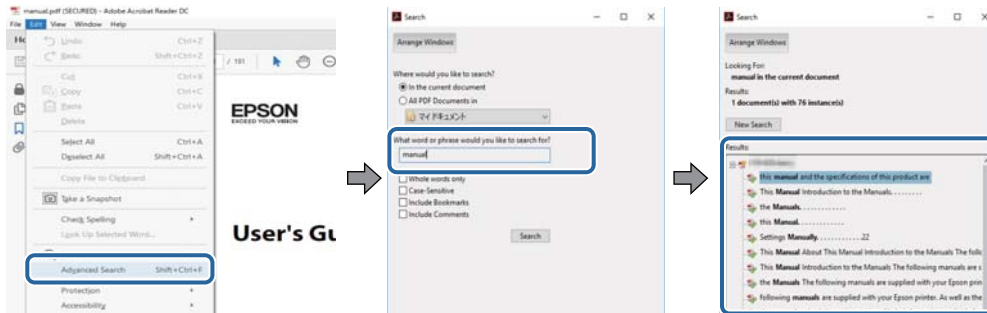 manual.pdf (SECURED) - Adobe Acrobat Reader DC
File Edit View Window Help
Undo Ctrl+Z
Redo Shift+Ctrl+Z
Cut Ctrl+X
Copy Ctrl+C
Paste Ctrl+V
Delete
Select All Ctrl+A
Deselect All Shift+Ctrl+A
Copy File to Clipboard
Take a Snapshot
Check Spelling
Look Up Selected Word...
Advanced Search Shift+Ctrl+F
Protection
Accessibility
/ 181
EPSON
EXCEED YOUR VISION
User's Gu
Search
Arrange Windows
Where would you like to search?
In the current document
All PDF Documents in
マイ ドキュメント
What word or phrase would you like to search for?
manual
Whole words only
Case-Sensitive
Include Bookmarks
Include Comments
Search
Search
Arrange Windows
Looking For:
manual in the current document
Results:
1 document(s) with 76 instance(s)
New Search
Results:
this manual and the specifications of this product are
This Manual Introduction to the Manuals. . . . . . . . .
the Manuals. . . . . . . . . . . . .
this Manual. . . . . . . . . . . . .
Settings Manually. . . . . . . . . . . . .22
This Manual About This Manual Introduction to the Manuals The follo
This Manual Introduction to the Manuals The following manuals are s
the Manuals The following manuals are supplied with your Epson prin
following manuals are supplied with your Epson printer. As well as the